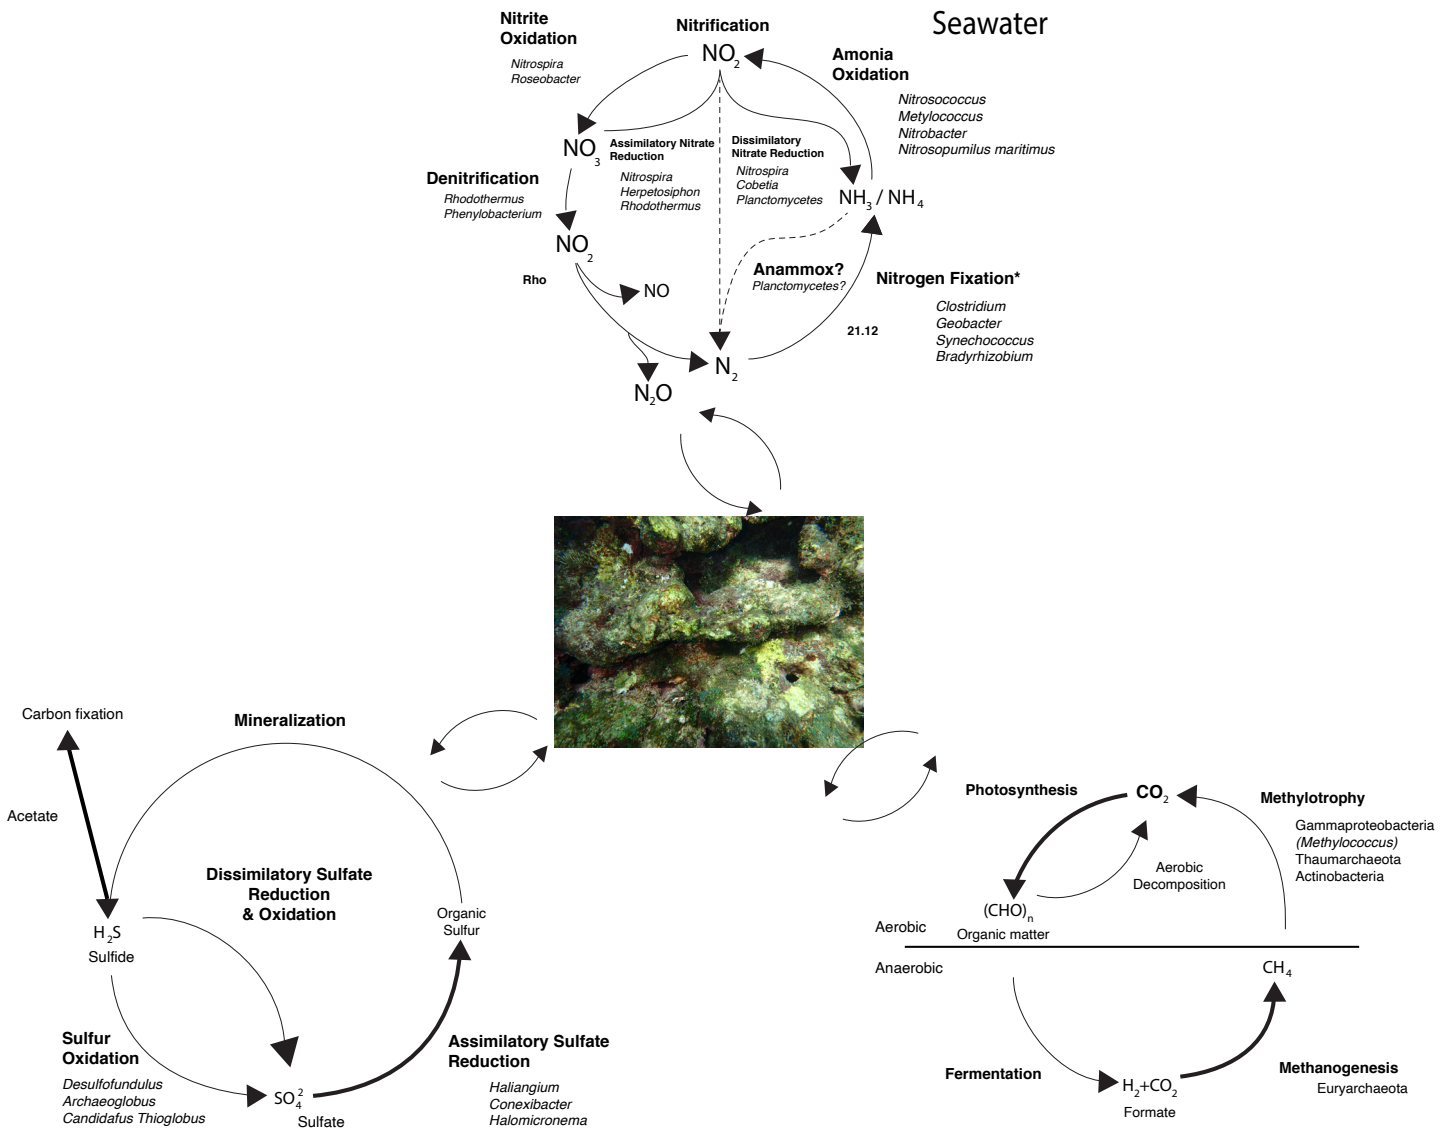 Seawater
Nitrite
Oxidation
Nitrospira
Roseobacter
Nitrification
NO2
Amonia
Oxidation
Nitrosococcus
Metylococcus
Nitrobacter
Nitrosopumilus maritimus
NO3
Assimilatory Nitrate
Reduction
Nitrospira
Herpetosiphon
Rhodothermus
Dissimilatory
Nitrate Reduction
Nitrospira
Cobetia
Planctomycetes
NH3 / NH4
Denitrification
Rhodothermus
Phenylobacterium
NO2
Rho
NO
Anammox?
Planctomycetes?
Nitrogen Fixation*
Clostridium
Geobacter
Synechococcus
Bradyrhizobium
21.12
N2
N2O
Carbon fixation
Acetate
Mineralization
Dissimilatory Sulfate
Reduction
& Oxidation
H2S
Sulfide
Organic
Sulfur
Sulfur
Oxidation
Desulfofundulus
Archaeoglobus
Candidafus Thioglobus
SO4 2
Sulfate
Assimilatory Sulfate
Reduction
Haliangium
Conexibacter
Halomicronema
Photosynthesis
CO2
Methylotrophy
Gammaproteobacteria
(Methylococcus)
Thaumarchaeota
Actinobacteria
Aerobic
Decomposition
(CHO)n
Organic matter
Aerobic
Anaerobic
CH4
Fermentation
H2+CO2
Formate
Methanogenesis
Euryarchaeota